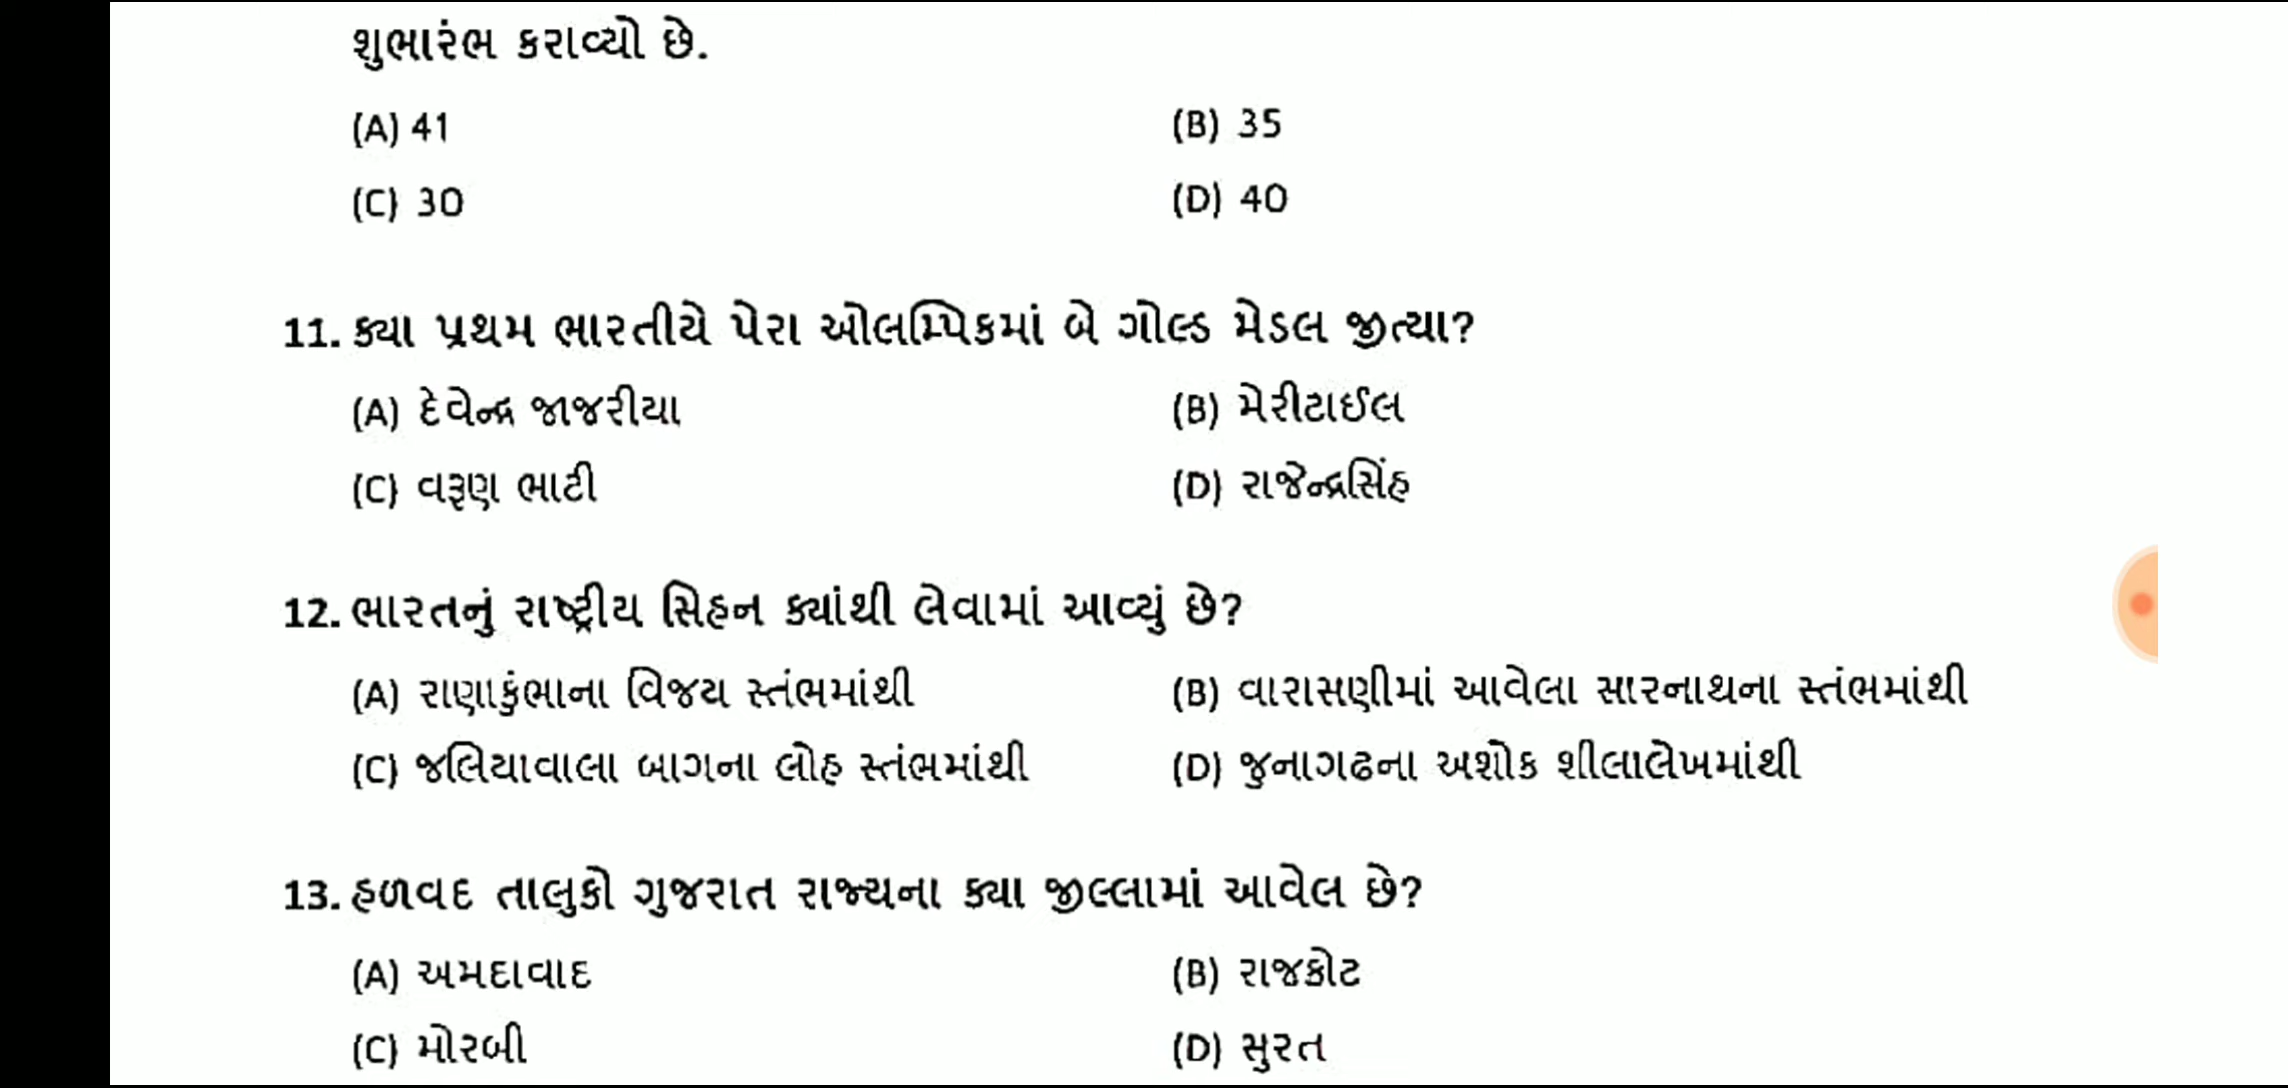 શુભારંભ કરાવ્યો છે.
(A) 41 (B) 35
(C) 30 (D) 40
11. ક્યા પ્રથમ ભારતીયે પેરા ઓલમ્પિકમાં બે ગોલ્ડ મેડલ જીત્યા?
(A) દેવેન્દ્ર જાજરીયા (B) મેરીટાઈલ
(C) વરૂણ ભાટી (D) રાજેન્દ્રસિંહ
12. ભારતનું રાષ્ટ્રીય સિહન ક્યાંથી લેવામાં આવ્યું છે?
(A) રાણાકુંભાના વિજય સ્તંભમાંથી (B) વારાસણીમાં આવેલા સારનાથના સ્તંભમાંથી
(C) જલિયાવાલા બાગના લોહ સ્તંભમાંથી (D) જુનાગઢના અશોક શીલાલેખમાંથી
13. હળવદ તાલુકો ગુજરાત રાજ્યના ક્યા જીલ્લામાં આવેલ છે?
(A) અમદાવાદ (B) રાજકોટ
(C) મોરબી (D) સુરત